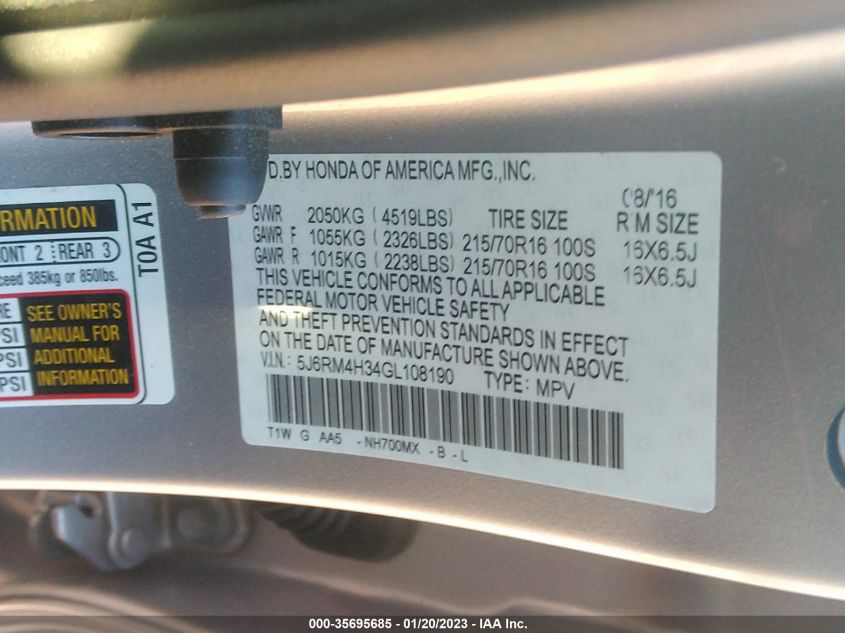 ORMATION
ONT 2 REAR 3
ceed 385kg or 850lbs.
RE
PSI
PSI
PSI
SEE OWNER'S
MANUAL FOR
ADDITIONAL
INFORMATION
T0A A1
D.BY HONDA OF AMERICA MFG.,INC.
08/'16
GVWR 2050KG ( 4519LBS) TIRE SIZE R M SIZE
GAWR F 1055KG ( 2326LBS) 215/70R16 100S 16X6.5J
GAWR R 1015KG ( 2238LBS) 215/70R16 100S 16X6.5J
THIS VEHICLE CONFORMS TO ALL APPLICABLE
FEDERAL MOTOR VEHICLE SAFETY
AND THEFT PREVENTION STANDARDS IN EFFECT
ON THE DATE OF MANUFACTURE SHOWN ABOVE.
V.I.N.: 5J6RM4H34GL108190 TYPE: MPV
T1W G AA5 -NH700MX -B -L
000-35695685 - 01/20/2023 - IAA Inc.